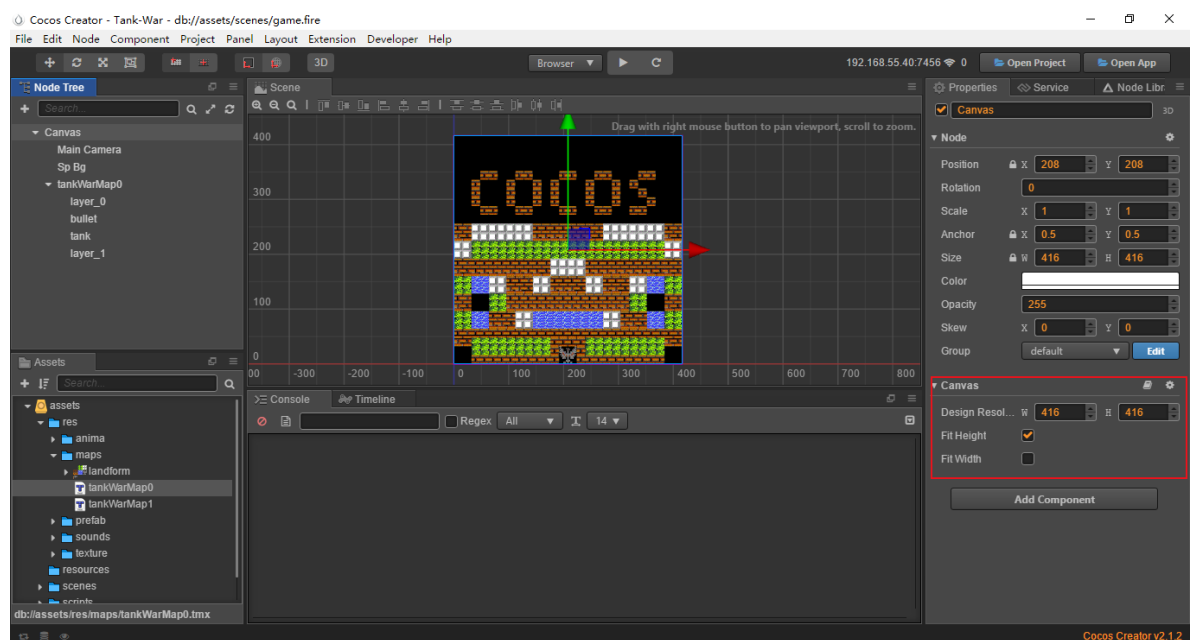 Cocos Creator - Tank-War - db://assets/scenes/game.fire
File Edit Node Component Project Panel Layout Extension Developer Help
3D
Browser
192.168.55.40:7456 0
Open Project
Open App
Node Tree
Search...
Canvas
Main Camera
Sp Bg
tankWarMap0
layer_0
bullet
tank
layer_1
Assets
Search...
assets
res
anima
maps
landform
tankWarMap0
tankWarMap1
prefab
sounds
texture
resources
scenes
scripts
db://assets/res/maps/tankWarMap0.tmx
Scene
Drag with right mouse button to pan viewport, scroll to zoom.
400
300
200
100
0
COCOS
00 -300 -200 -100 0 100 200 300 400 500 600 700 800
Console
Timeline
Regex All 14
Properties
Service
Node Libr
Canvas 3D
Node
Position X 208 Y 208
Rotation 0
Scale X 1 Y 1
Anchor X 0.5 Y 0.5
Size W 416 H 416
Color
Opacity 255
Skew X 0 Y 0
Group default Edit
Canvas
Design Resol... W 416 H 416
Fit Height
Fit Width
Add Component
Cocos Creator v2.1.2